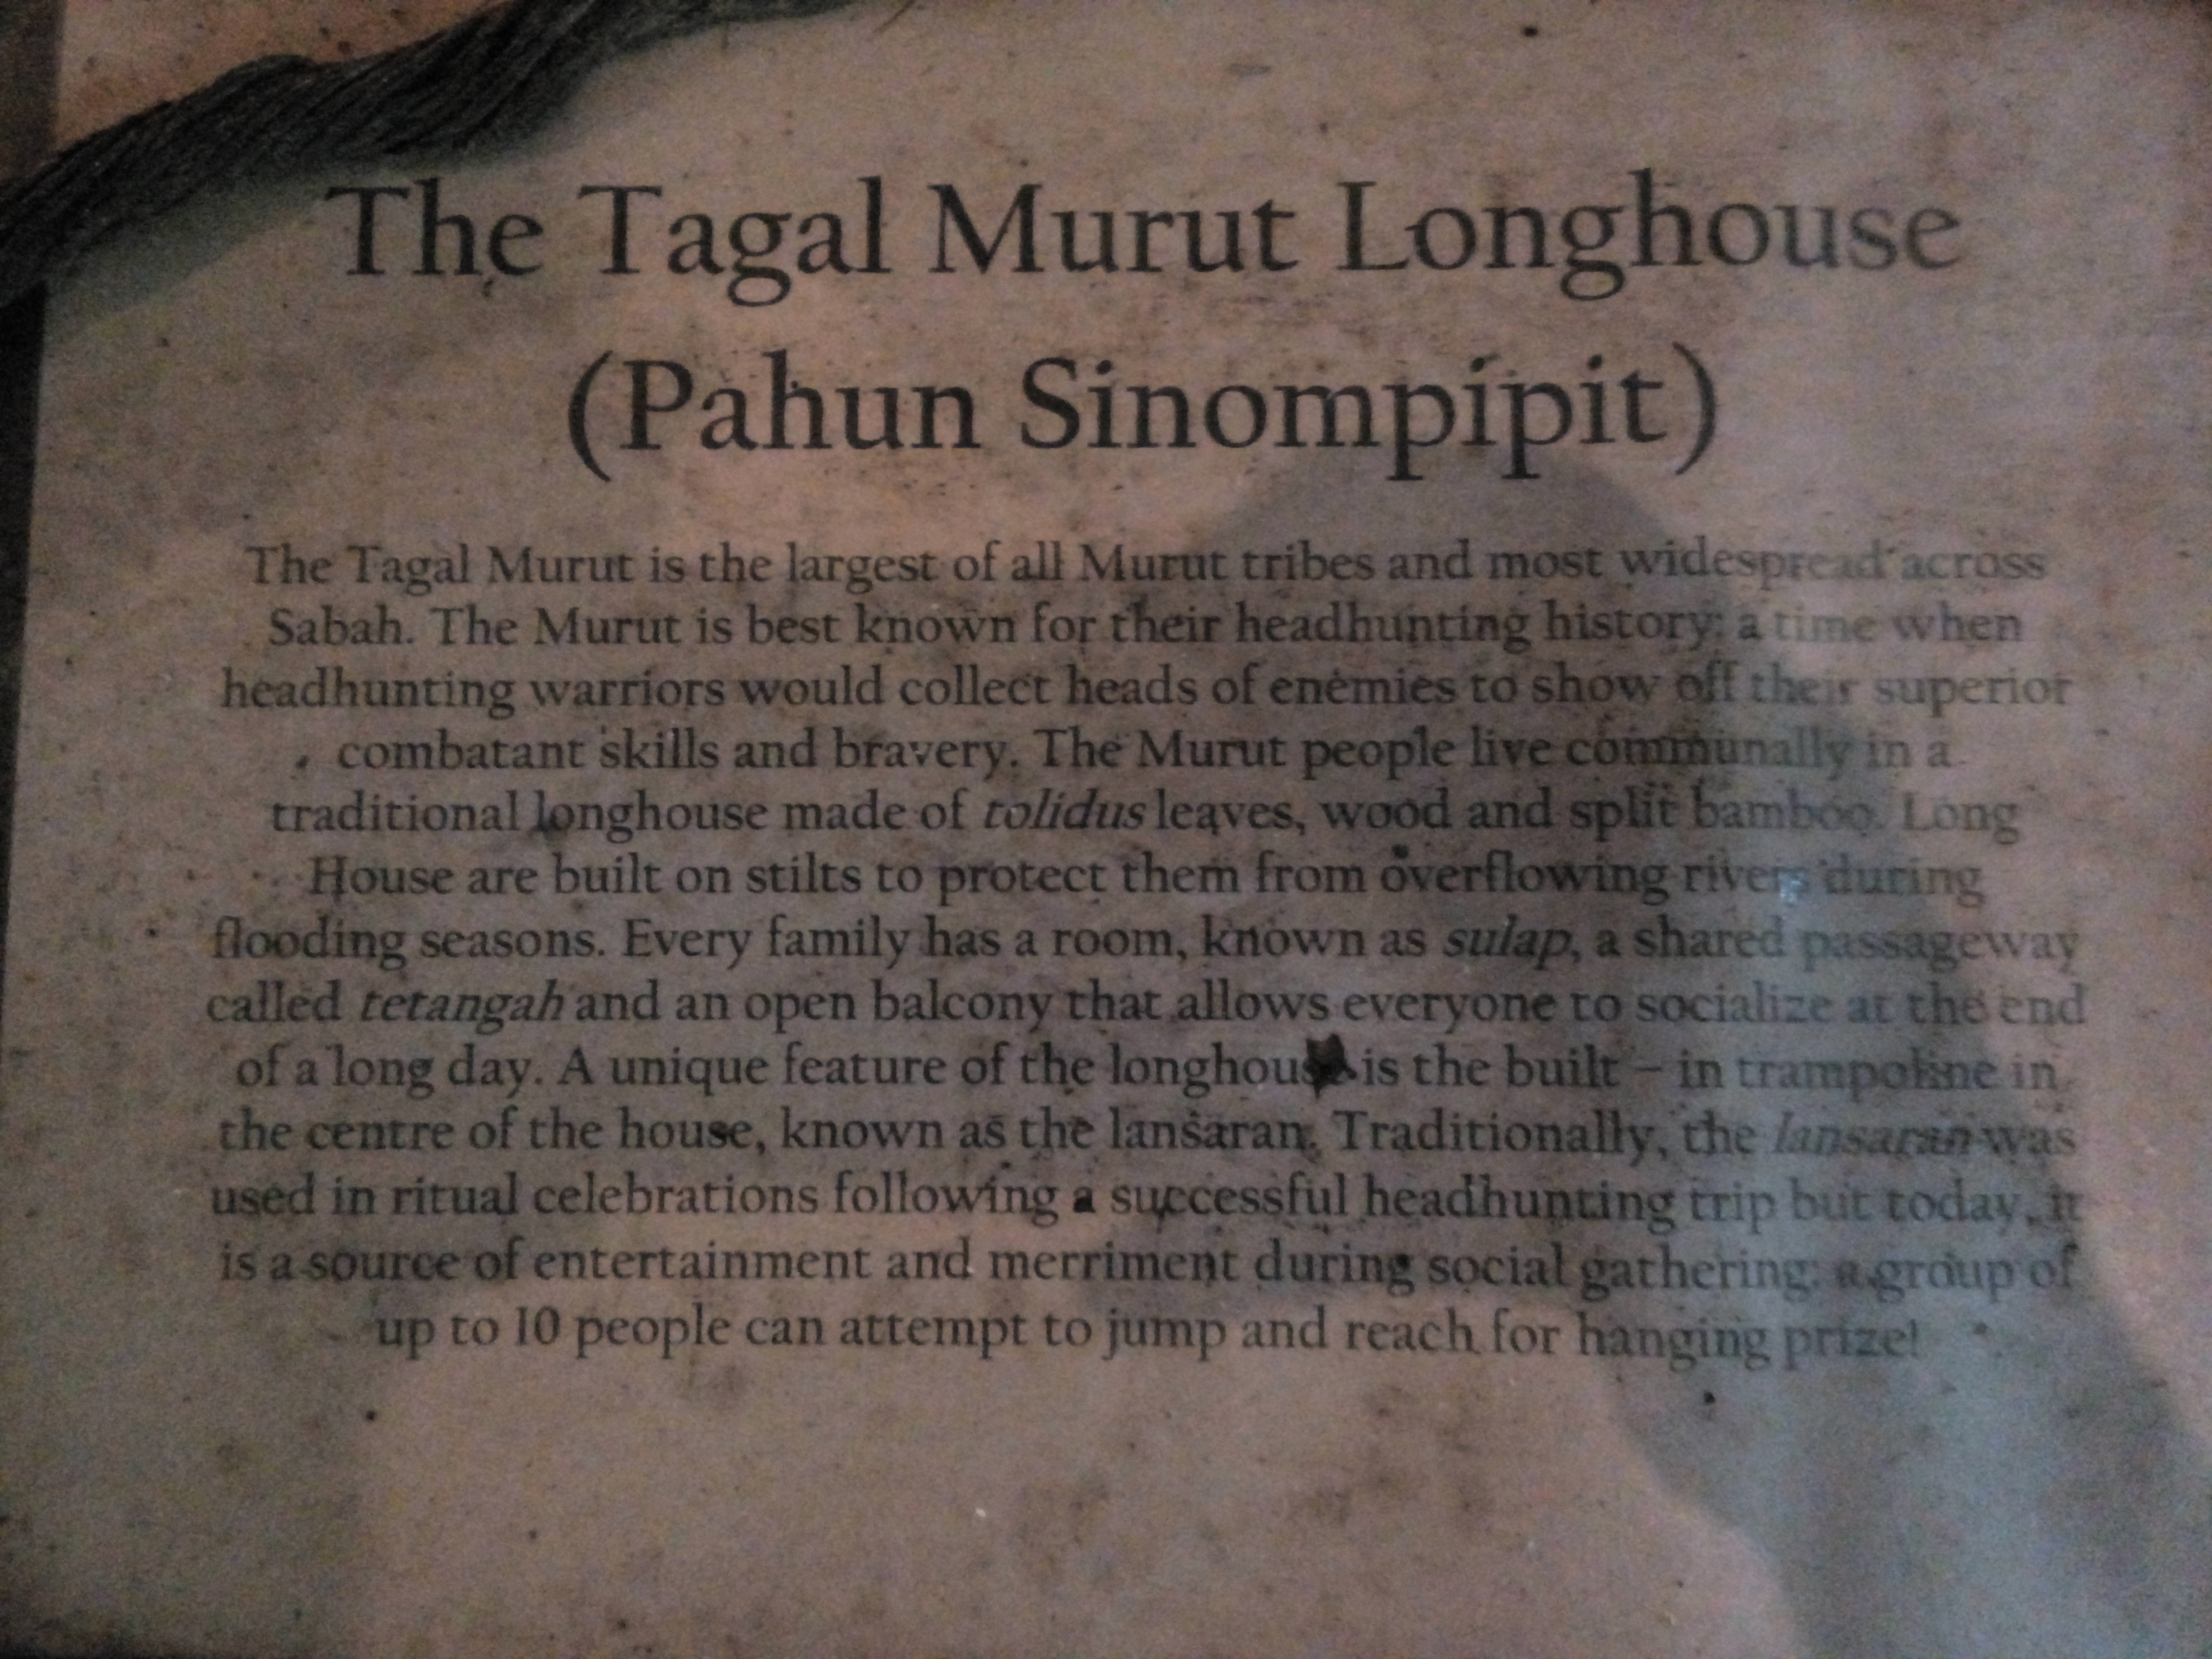 The Tagal Murut Longhouse
(Pahun Sinompipit)
The Tagal Murut is the largest of all Murut tribes and most widespread across
Sabah. The Murut is best known for their headhunting history: a time when
headhunting warriors would collect heads of enemies to show off their superior
combatant skills and bravery. The Murut people live communally in a
traditional longhouse made of tolidus leaves, wood and split bamboo. Long
House are built on stilts to protect them from overflowing rivers during
flooding seasons. Every family has a room, known as sulap, a shared passageway
called tetangah and an open balcony that allows everyone to socialize at the end
of a long day. A unique feature of the longhouse is the built – in trampoline in
the centre of the house, known as the lansaran. Traditionally, the lansaran was
used in ritual celebrations following a successful headhunting trip but today, it
is a source of entertainment and merriment during social gathering: a group of
up to 10 people can attempt to jump and reach for hanging prize!